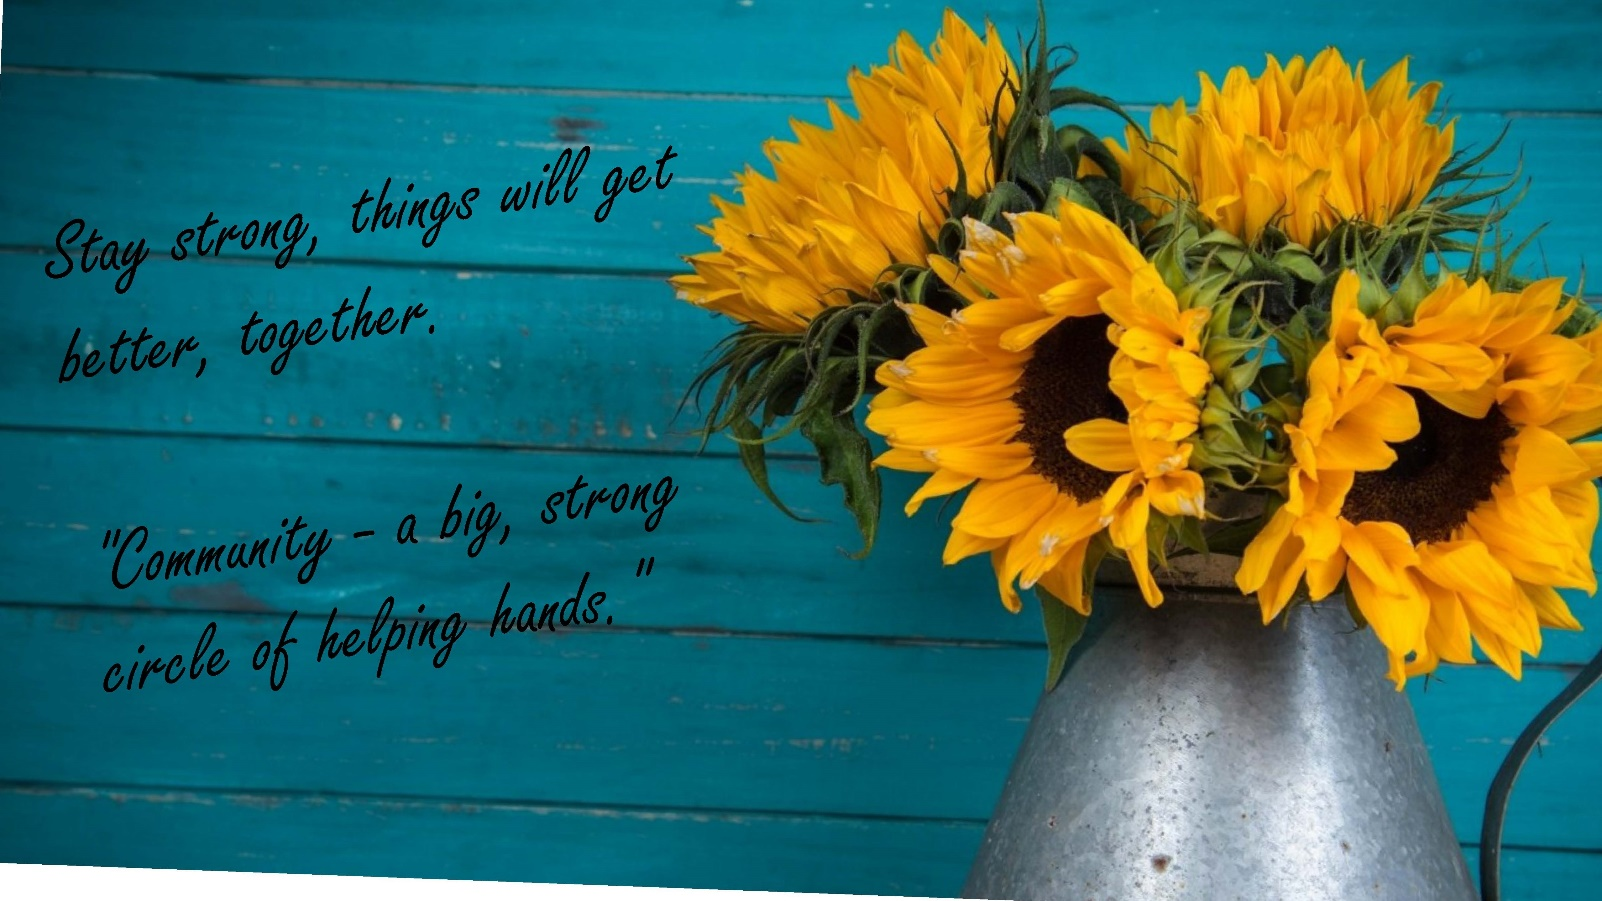 Stay strong, things will get
better, together.
"Community – a big, strong
circle of helping hands."